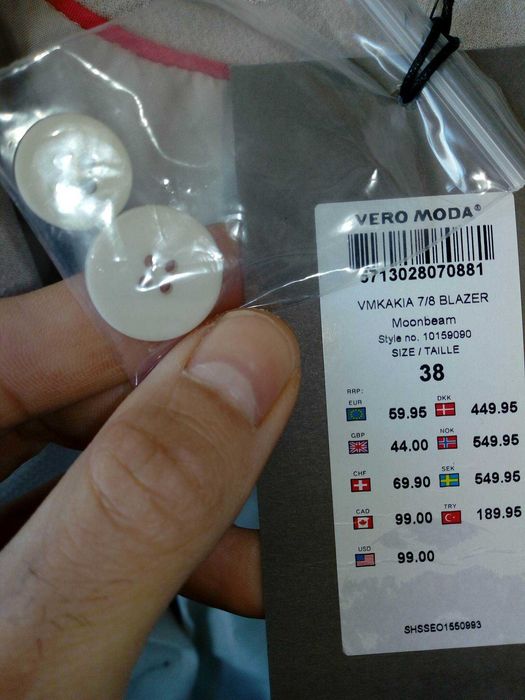 VERO MODA®
5713028070881
VMKAKIA 7/8 BLAZER
Moonbeam
Style no. 10159090
SIZE / TAILLE
38
RRP:
EUR 59.95 DKK 449.95
GBP 44.00 NOK 549.95
CHF 69.90 SEK 549.95
CAD 99.00 TRY 189.95
USD 99.00
SHSSEO1550993